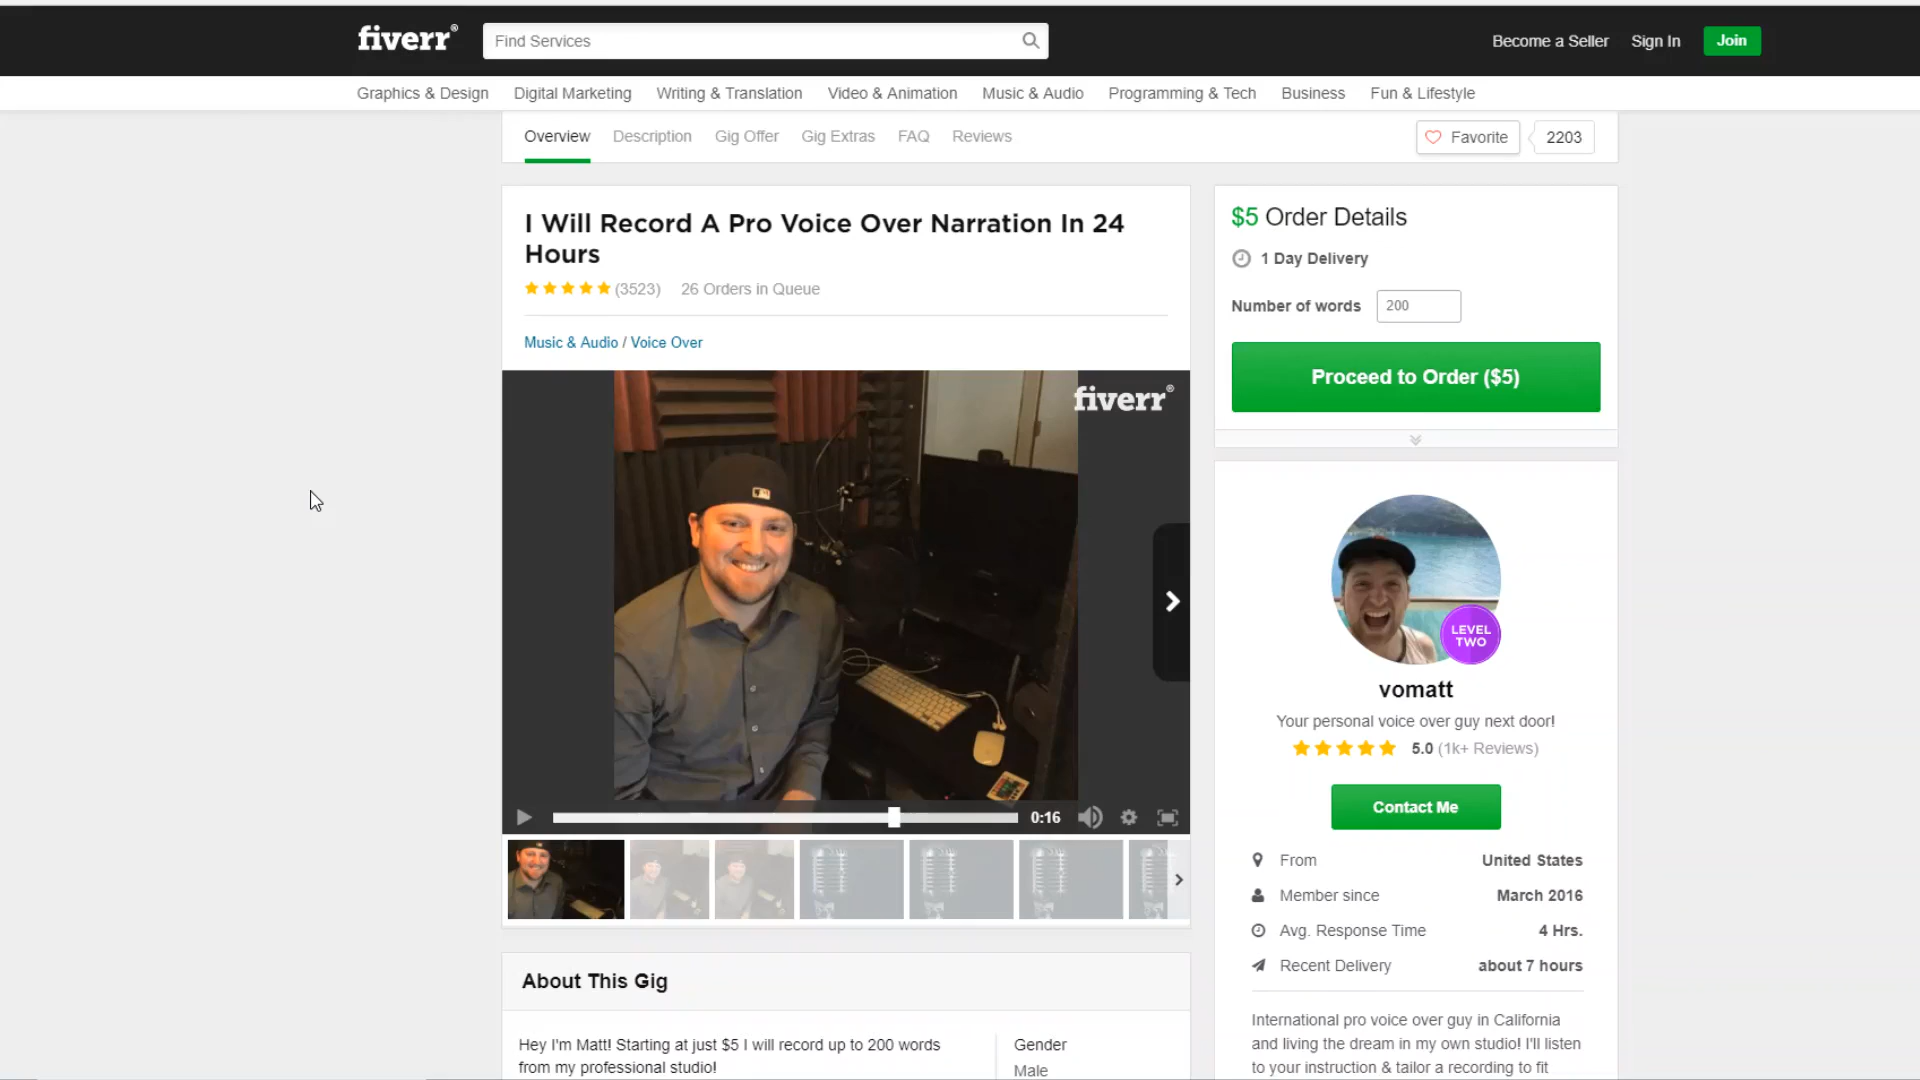 fiverr®
Find Services
Become a Seller
Sign In
Join
Graphics & Design
Digital Marketing
Writing & Translation
Video & Animation
Music & Audio
Programming & Tech
Business
Fun & Lifestyle
Overview
Description
Gig Offer
Gig Extras
FAQ
Reviews
Favorite
2203
I Will Record A Pro Voice Over Narration In 24
Hours
(3523)
26 Orders in Queue
Music & Audio / Voice Over
fiverr®
0:16
About This Gig
Hey I'm Matt! Starting at just $5 I will record up to 200 words
from my professional studio!
Gender
Male
$5 Order Details
1 Day Delivery
Number of words
200
Proceed to Order ($5)
LEVEL
TWO
vomatt
Your personal voice over guy next door!
5.0 (1k+ Reviews)
Contact Me
From
United States
Member since
March 2016
Avg. Response Time
4 Hrs.
Recent Delivery
about 7 hours
International pro voice over guy in California
and living the dream in my own studio! I'll listen
to your instruction & tailor a recording to fit